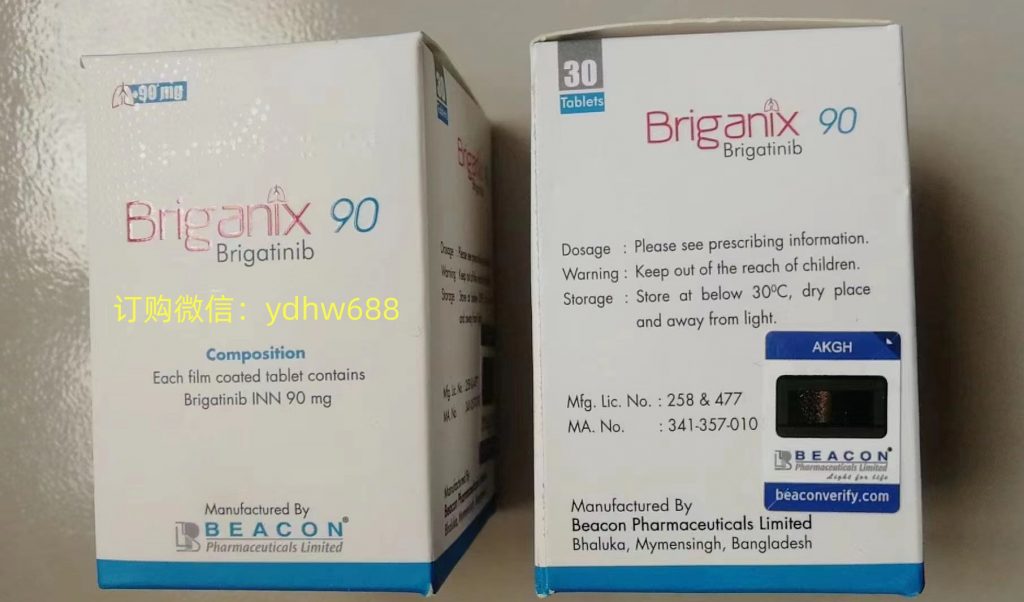 90 mg
Briganix 90
Brigatinib
订购微信：ydhw688
Composition
Each film coated tablet contains
Brigatinib INN 90 mg
Manufactured By
BEACON®
Pharmaceuticals Limited
30
Tablets
Briganix 90
Brigatinib
Dosage : Please see prescribing information.
Warning : Keep out of the reach of children.
Storage : Store at below 30⁰C, dry place
and away from light.
Mfg. Lic. No. : 258 & 477
MA. No. : 341-357-010
AKGH
BEACON®
Pharmaceuticals Limited
Light for life
beaconverify.com
Manufactured By
Beacon Pharmaceuticals Limited
Bhaluka, Mymensingh, Bangladesh